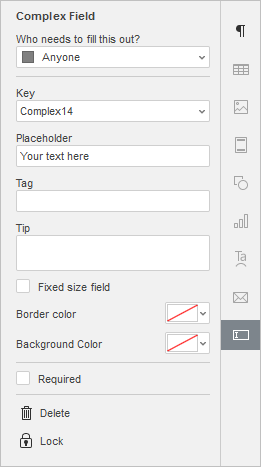 Complex Field
Who needs to fill this out?
Anyone
Key
Complex14
Placeholder
Your text here
Tag
Tip
Fixed size field
Border color
Background Color
Required
Delete
Lock
Ta